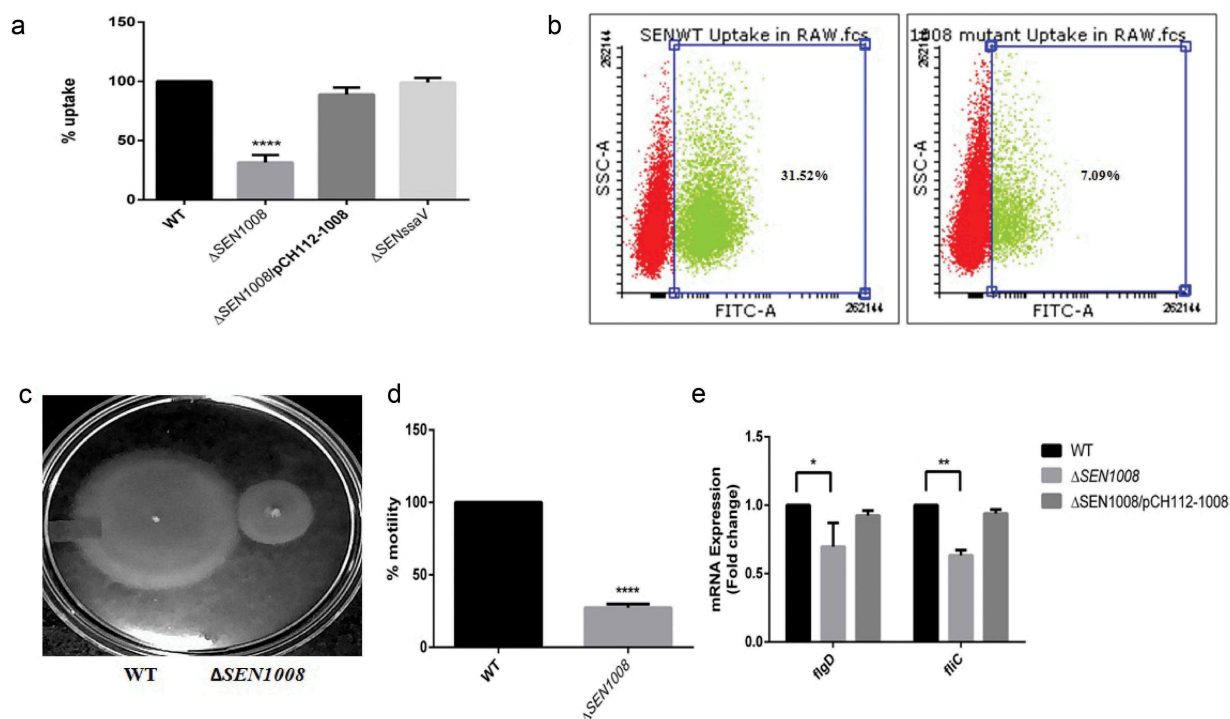 a
% uptake
150
100
50
0
****
WT
ΔSEN1008
ΔSEN1008/pCH112-1008
ΔSENssaV
b
SENWT Uptake in RAW.fcs
262144
SSC-A
31.52%
FITC-A
262144
1008 mutant Uptake in RAW.fcs
262144
SSC-A
7.09%
FITC-A
262144
c
WT ΔSEN1008
d
% motility
150
100
50
0
****
WT
ΔSEN1008
e
mRNA Expression
(Fold change)
1.5
1.0
0.5
0.0
*
**
flgD
fliC
WT
ΔSEN1008
ΔSEN1008/pCH112-1008